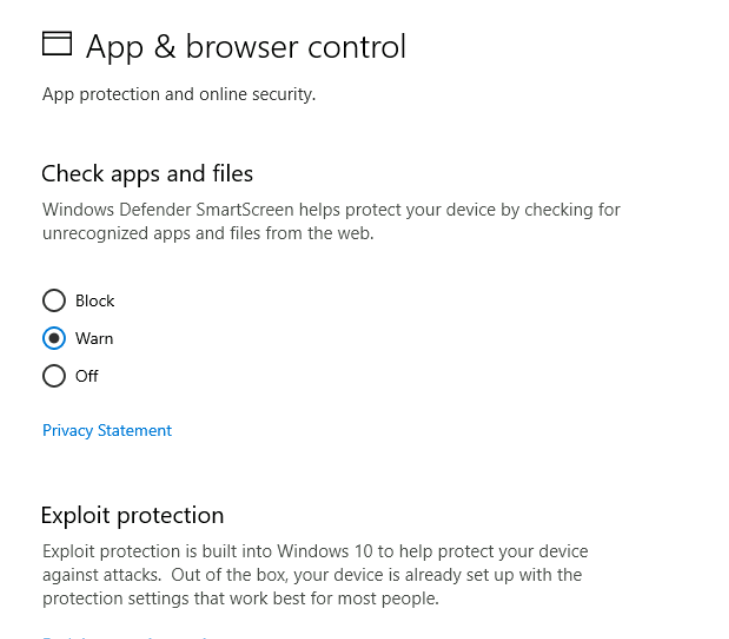 App & browser control
App protection and online security.
Check apps and files
Windows Defender SmartScreen helps protect your device by checking for
unrecognized apps and files from the web.
Block
Warn
Off
Privacy Statement
Exploit protection
Exploit protection is built into Windows 10 to help protect your device
against attacks.  Out of the box, your device is already set up with the
protection settings that work best for most people.